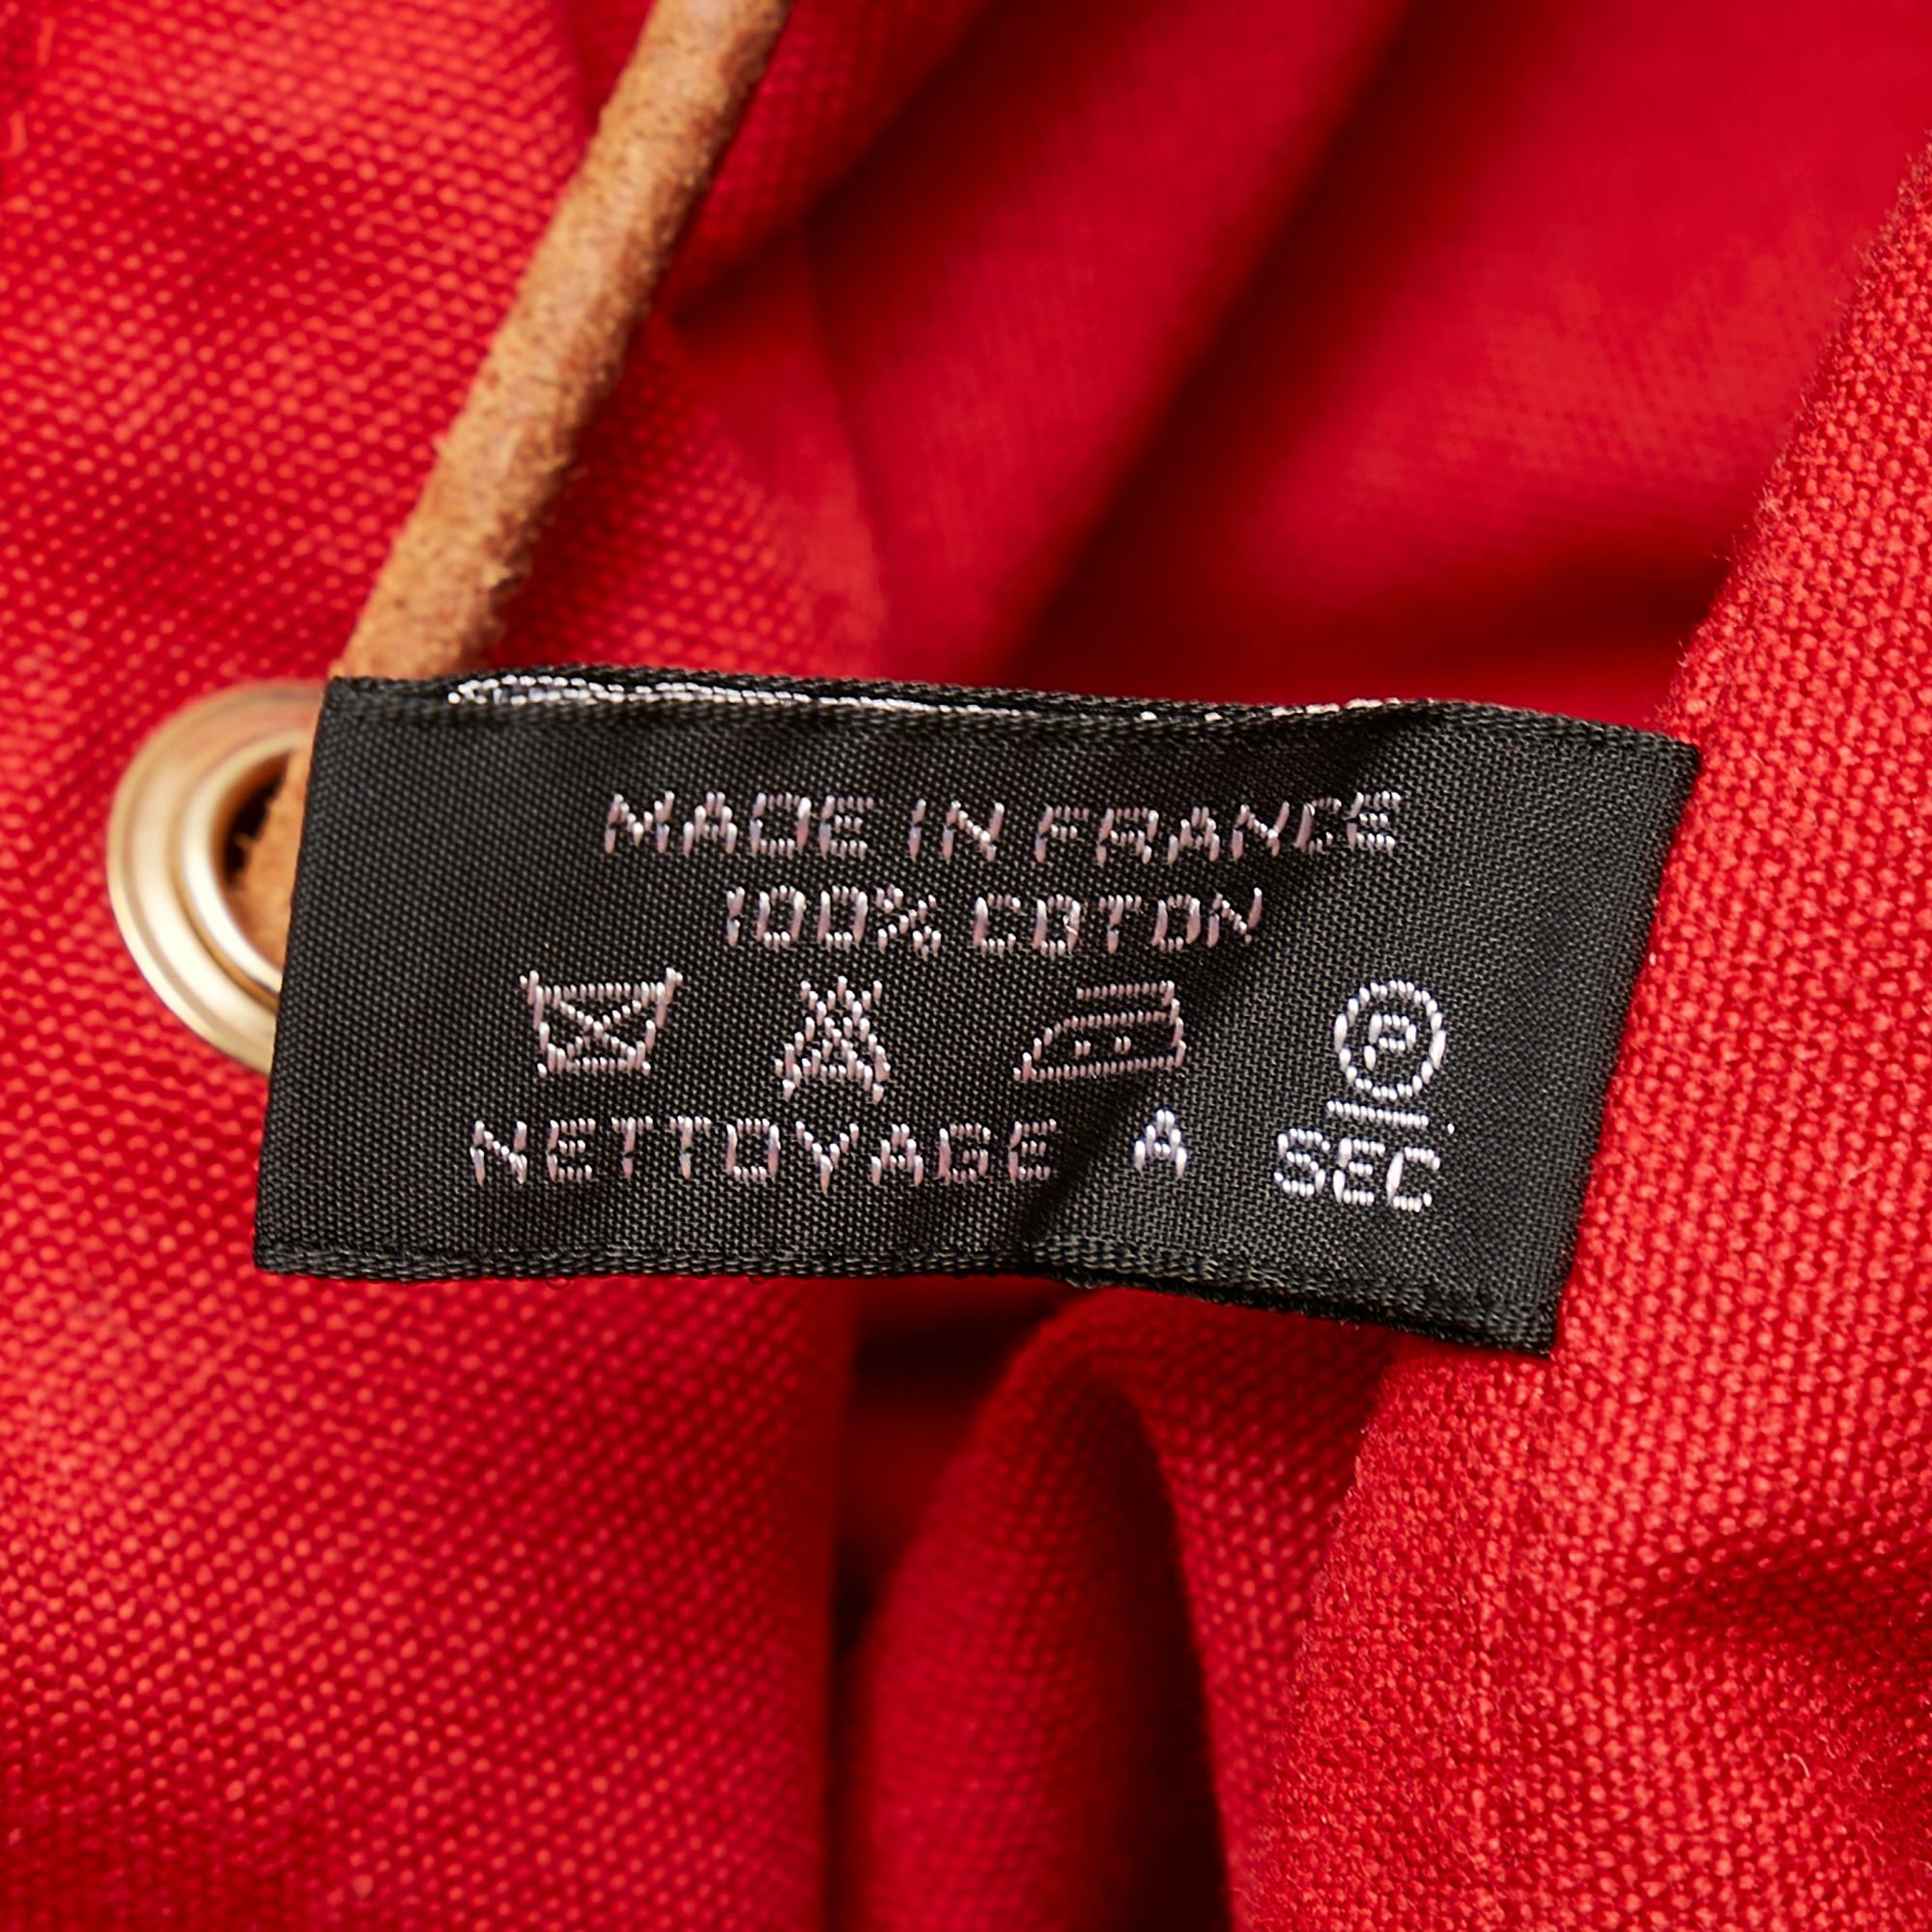 MADE IN FRANCE
100% COTON
P
NETTOYAGE A SEC